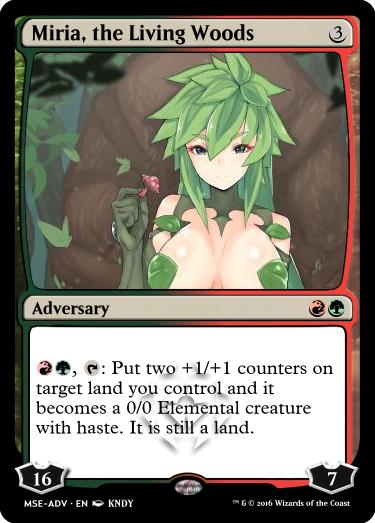 Miria, the Living Woods 3
Adversary
, : Put two +1/+1 counters on
target land you control and it
becomes a 0/0 Elemental creature
with haste. It is still a land.
16
7
MSE-ADV • EN KNDY
™ & © 2016 Wizards of the Coast